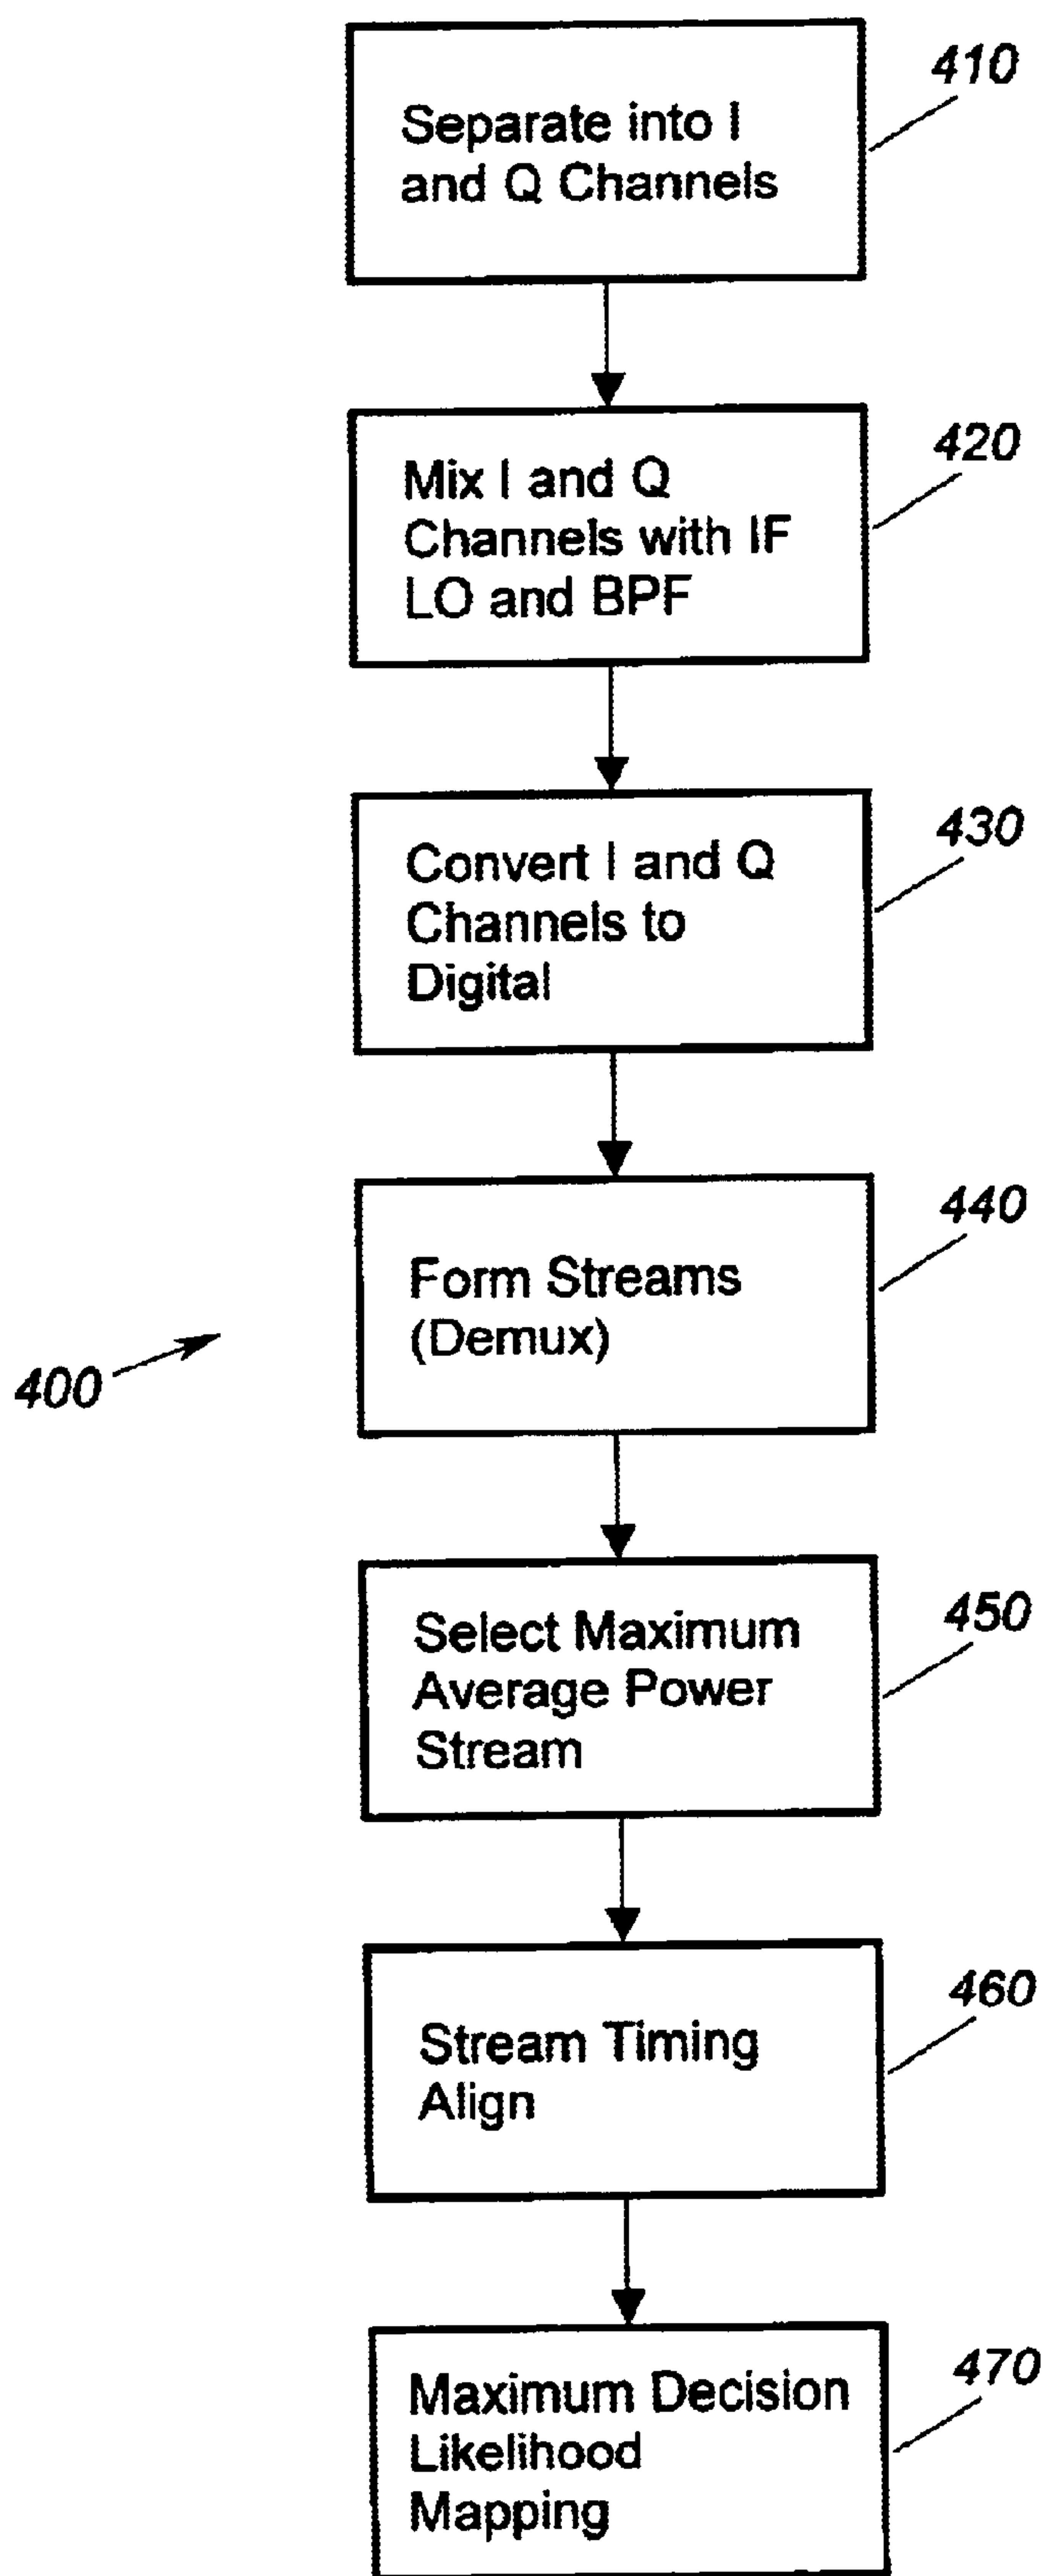 Separate into I
and Q Channels
410
Mix I and Q
Channels with IF
LO and BPF
420
Convert I and Q
Channels to
Digital
430
Form Streams
(Demux)
440
400
Select Maximum
Average Power
Stream
450
Stream Timing
Align
460
Maximum Decision
Likelihood
Mapping
470